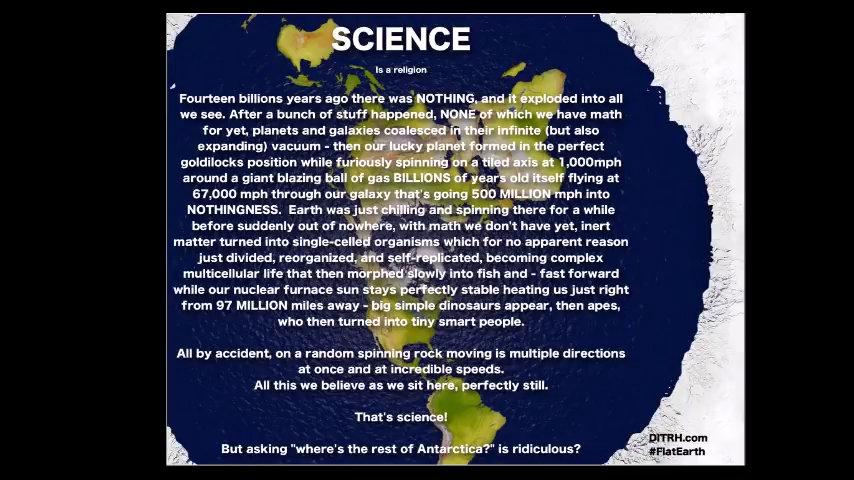 SCIENCE
Is a religion
Fourteen billions years ago there was NOTHING, and it exploded into all
we see. After a bunch of stuff happened, NONE of which we have math
for yet, planets and galaxies coalesced in their infinite (but also
expanding) vacuum - then our lucky planet formed in the perfect
goldilocks position while furiously spinning on a tiled axis at 1,000mph
around a giant blazing ball of gas BILLIONS of years old itself flying at
67,000 mph through our galaxy that's going 500 MILLION mph into
NOTHINGNESS. Earth was just chilling and spinning there for a while
before suddenly out of nowhere, with math we don't have yet, inert
matter turned into single-celled organisms which for no apparent reason
just divided, reorganized, and self-replicated, becoming complex
multicellular life that then morphed slowly into fish and - fast forward
while our nuclear furnace sun stays perfectly stable heating us just right
from 97 MILLION miles away - big simple dinosaurs appear, then apes,
who then turned into tiny smart people.
All by accident, on a random spinning rock moving is multiple directions
at once and at incredible speeds.
All this we believe as we sit here, perfectly still.
That's science!
But asking "where's the rest of Antarctica?" is ridiculous?
DITRH.com
#FlatEarth